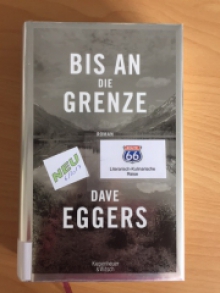 BIS AN
DIE
GRENZE
Roman
NEU
66
Literarisch-Kulinarische
Reise
DAVE
EGGERS
Kiepenheuer
& Witsch